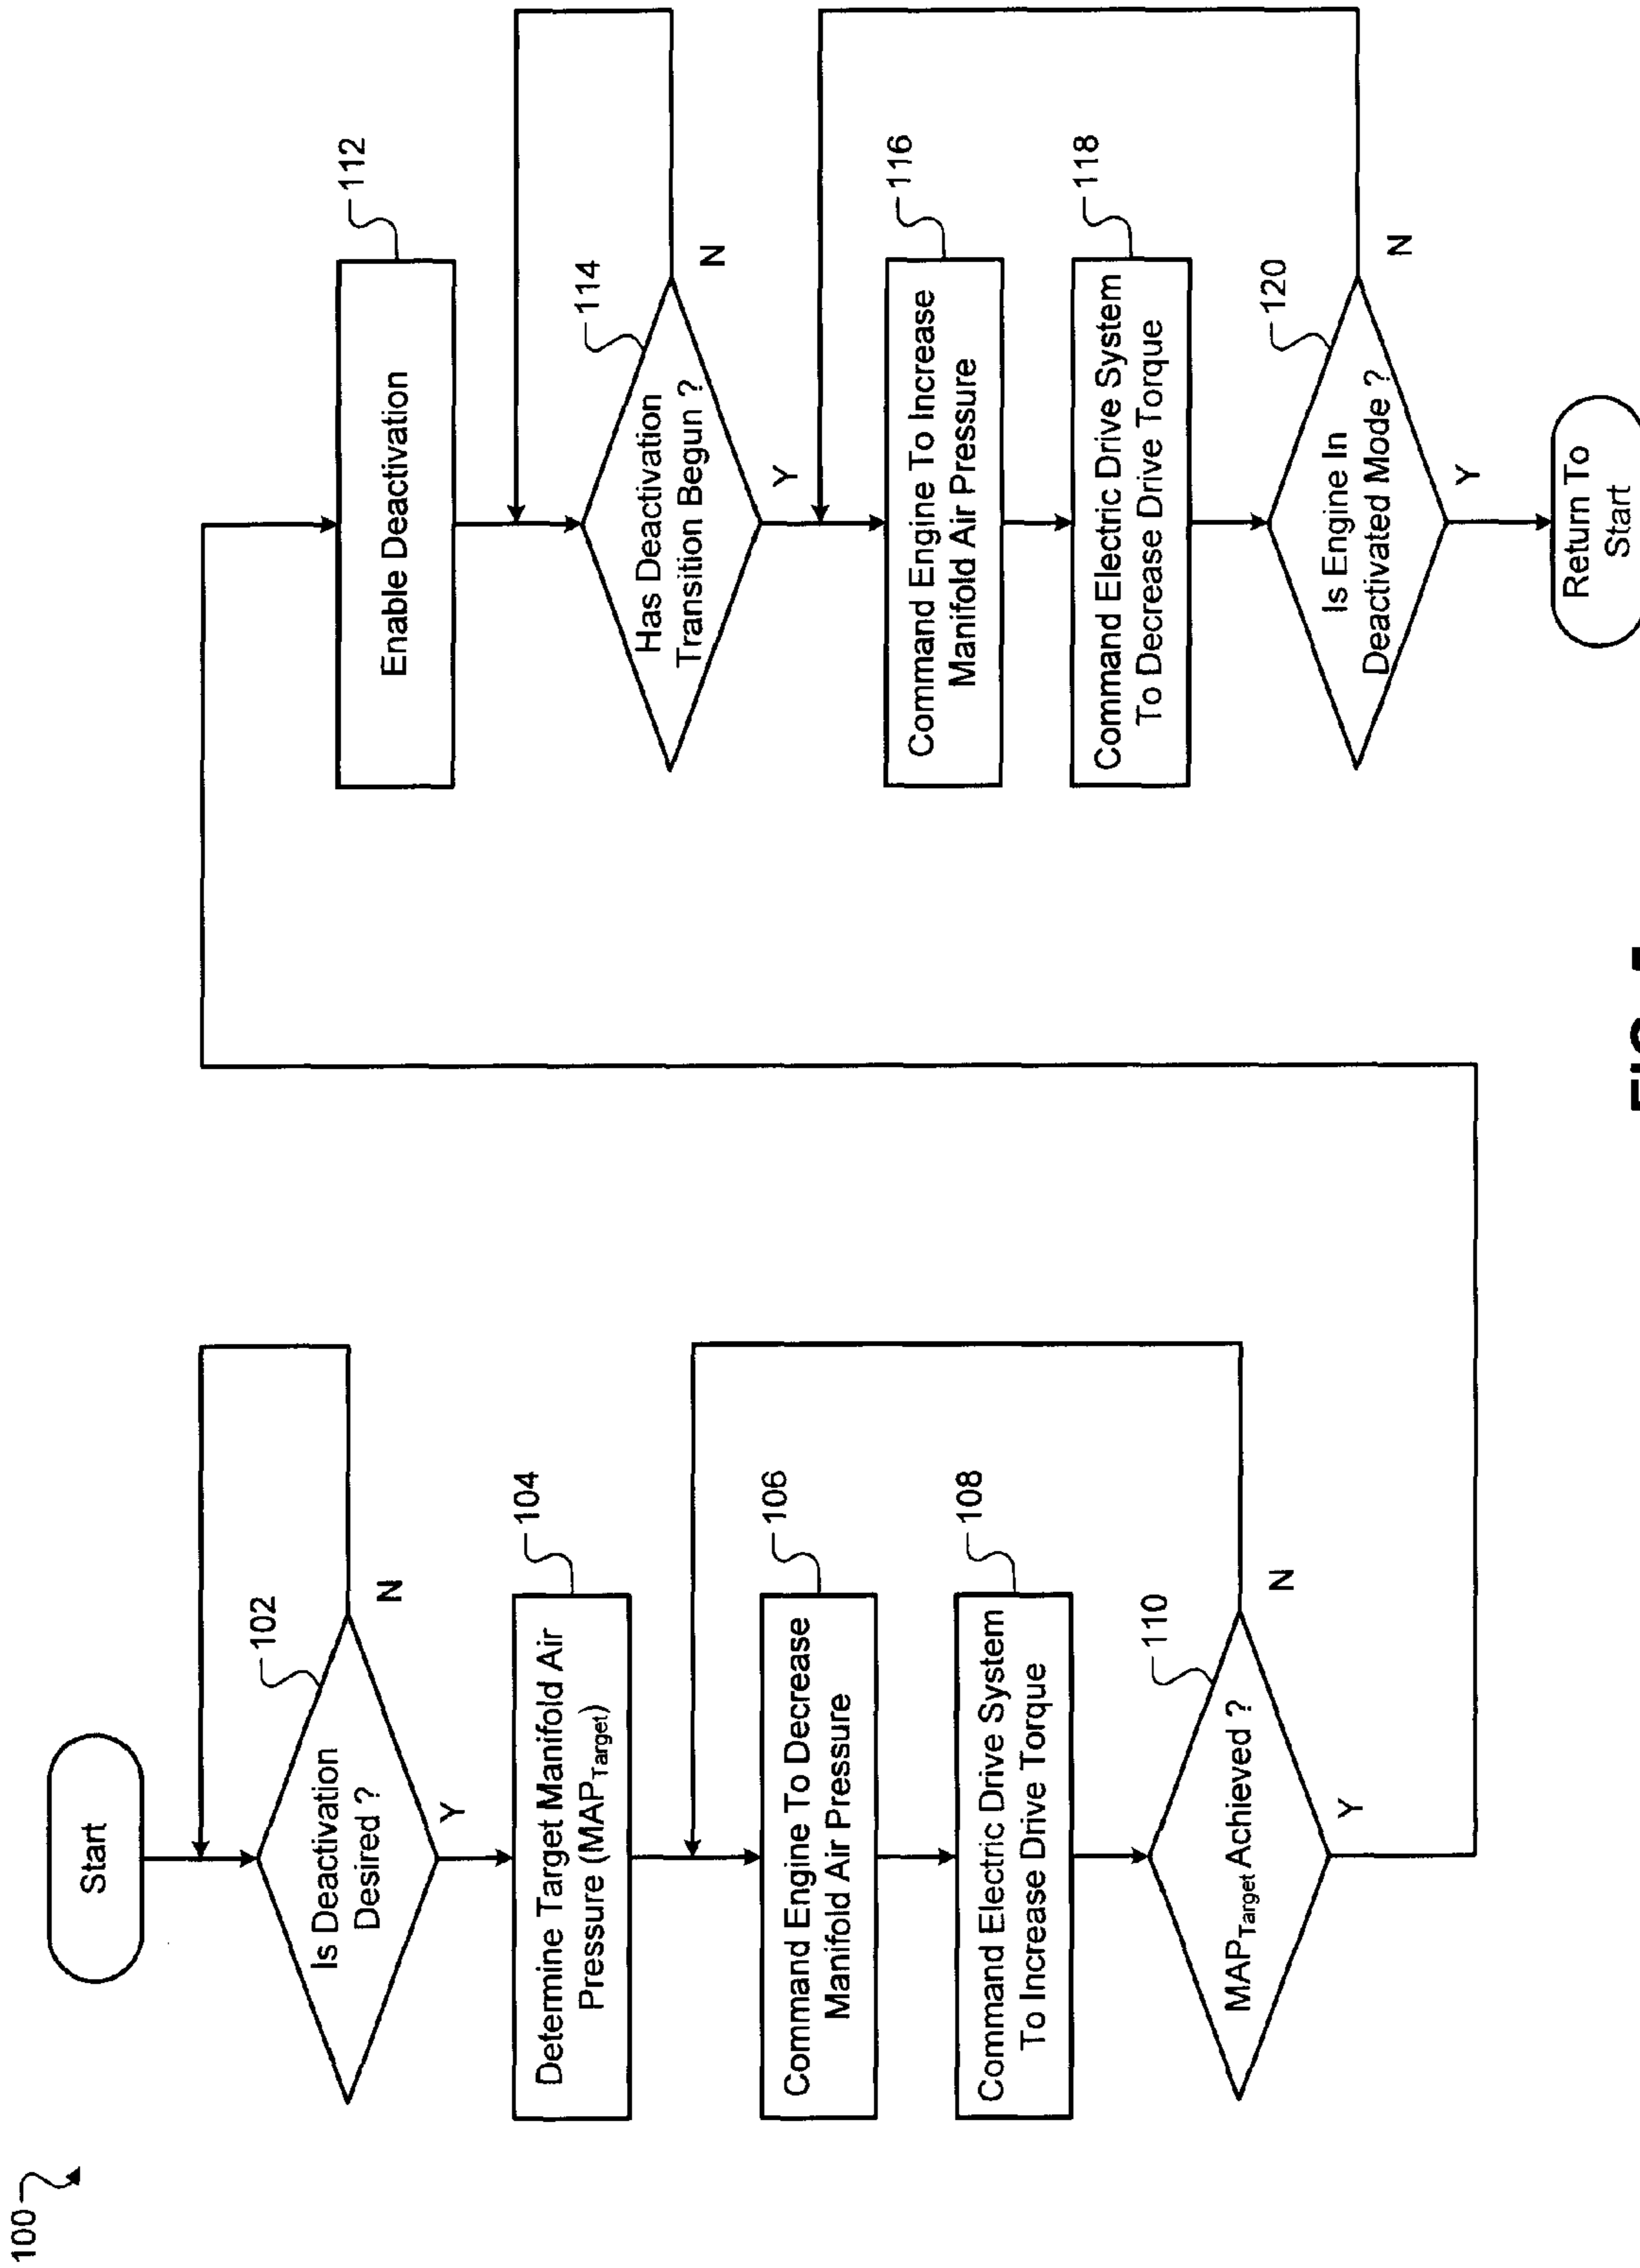 100
Start
102
Is Deactivation
Desired ?
N
Y
104
Determine Target Manifold Air
Pressure (MAPTarget)
106
Command Engine To Decrease
Manifold Air Pressure
108
Command Electric Drive System
To Increase Drive Torque
110
MAPTarget Achieved ?
N
Y
112
Enable Deactivation
114
Has Deactivation
Transition Begun ?
N
Y
116
Command Engine To Increase
Manifold Air Pressure
118
Command Electric Drive System
To Decrease Drive Torque
120
Is Engine In
Deactivated Mode ?
N
Y
Return To
Start